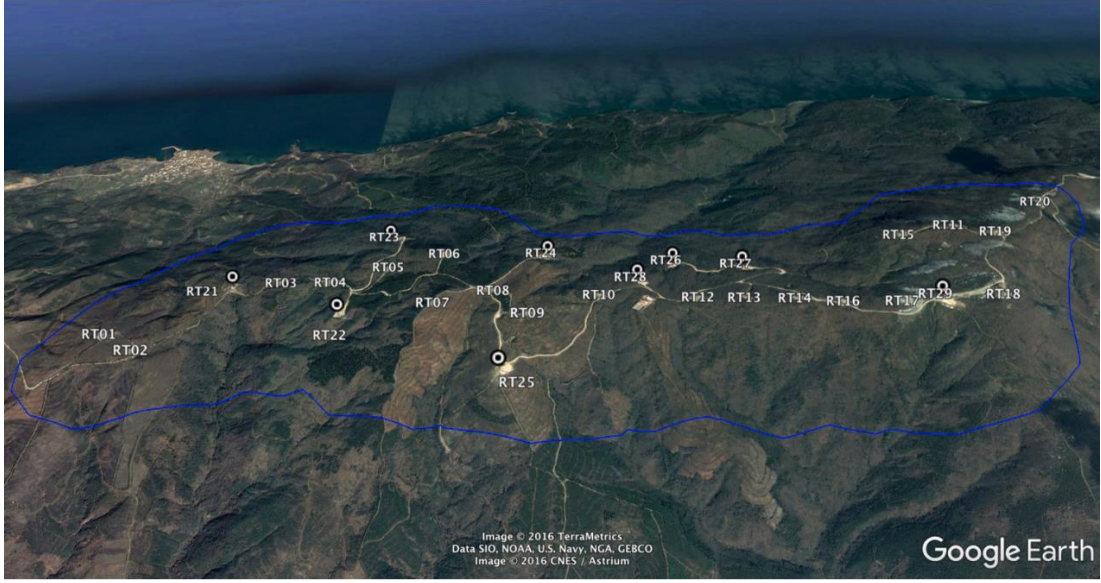 RT20
RT15
RT11
RT19
RT23
RT24
RT06
RT05
RT26
RT27
RT28
RT21
RT03
RT04
RT07
RT08
RT10
RT12
RT13
RT14
RT16
RT17
RT29
RT18
RT09
RT22
RT01
RT02
RT25
Image © 2016 TerraMetrics
Data SIO, NOAA, U.S. Navy, NGA, GEBCO
Image © 2016 CNES / Astrium
Google Earth